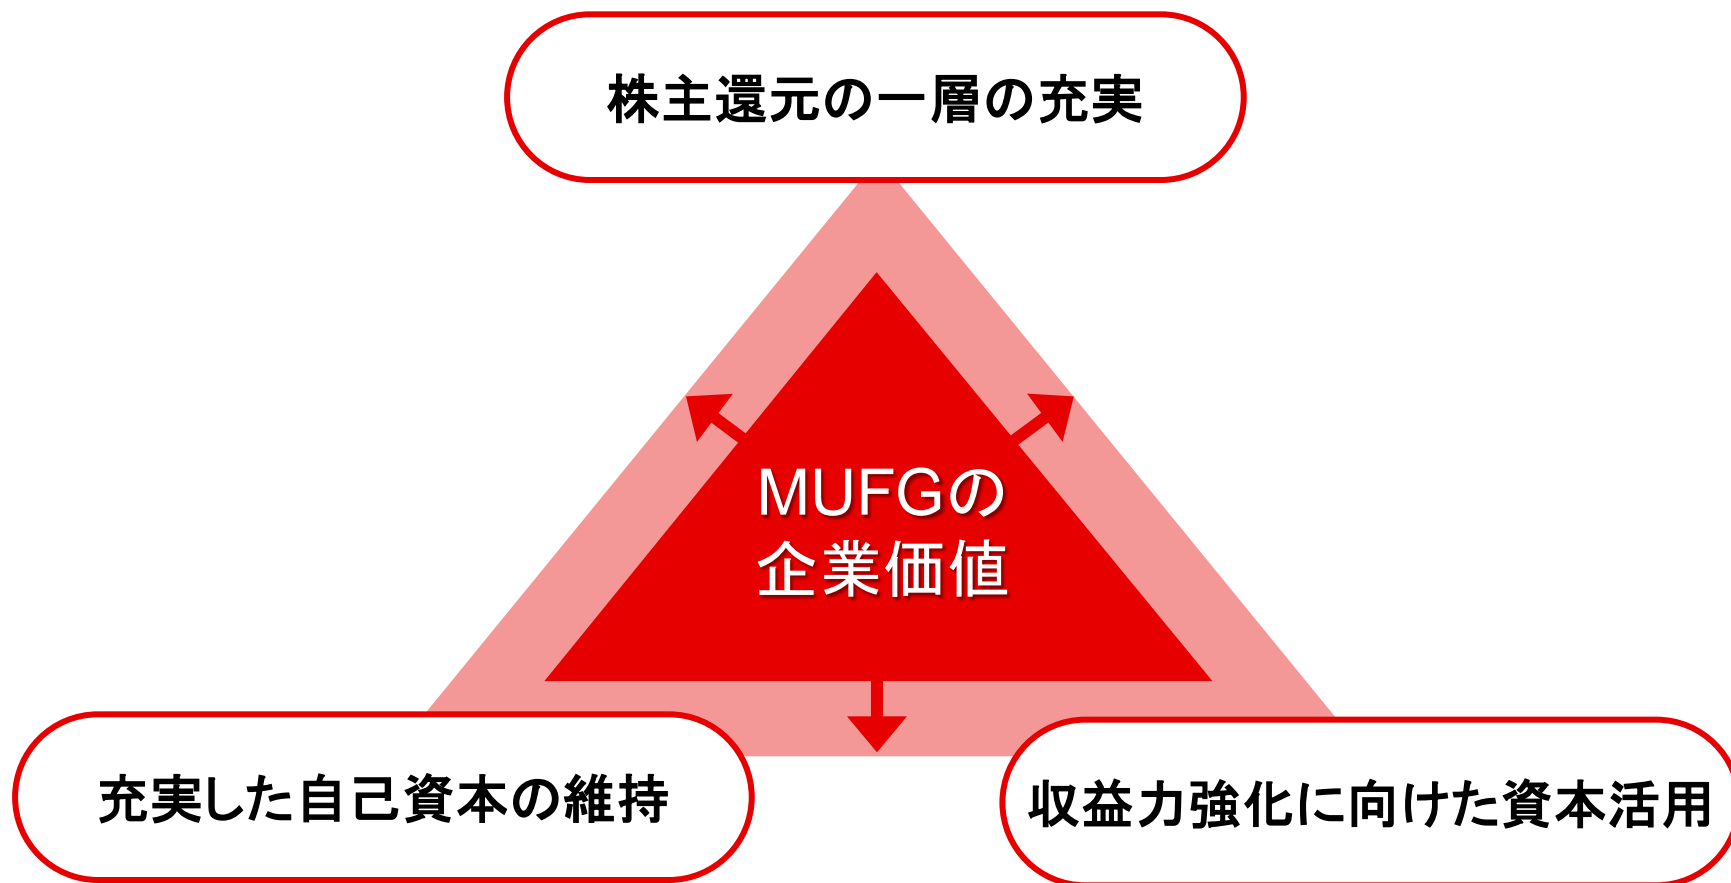 株主還元の一層の充実
MUFGの
企業価値
充実した自己資本の維持
収益力強化に向けた資本活用